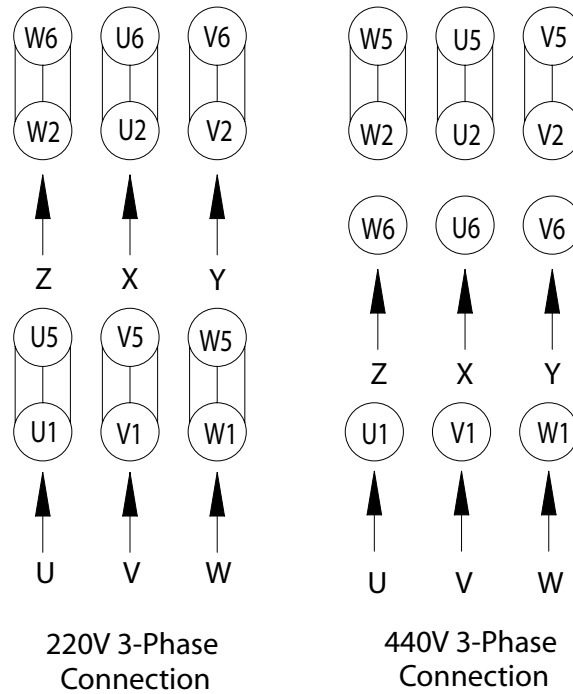 W6 U6 V6 W5 U5 V5
W2 U2 V2 W2 U2 V2
W6 U6 V6
Z X Y
U5 V5 W5
Z X Y
U1 V1 W1 U1 V1 W1
U V W U V W
220V 3-Phase
Connection
440V 3-Phase
Connection